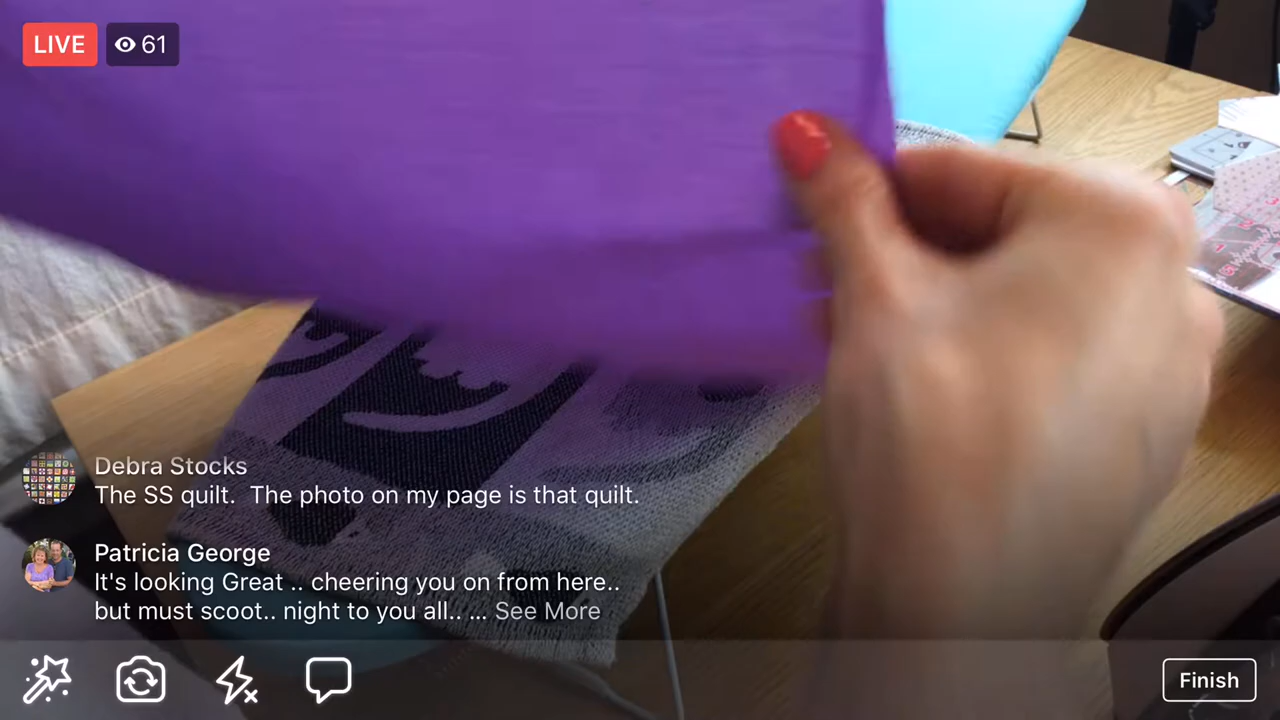 LIVE
61
Debra Stocks
The SS quilt.  The photo on my page is that quilt.
Patricia George
It's looking Great .. cheering you on from here..
but must scoot.. night to you all.. ... See More
Finish